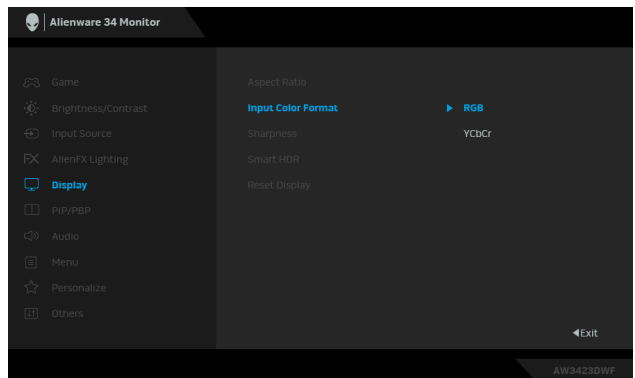 Alienware 34 Monitor
Game
Brightness/Contrast
Input Source
AlienFX Lighting
Display
PIP/PBP
Audio
Menu
Personalize
Others
Aspect Ratio
Input Color Format
Sharpness
Smart HDR
Reset Display
RGB
YCbCr
Exit
AW3423DWF